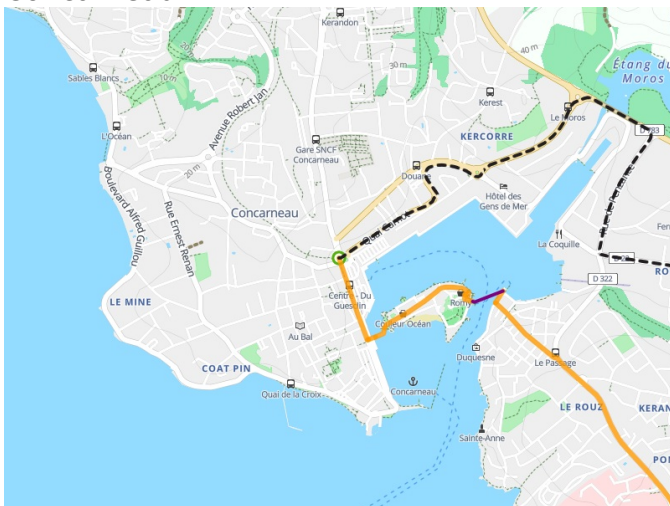 Kerandon
40 m
Étang du
Moros
20 m
30 m
Sables Blancs
Kerest
Avenue Robert Jan
Le Moros
L'Océan
KERCORRE
D 783
Gare SNCF
Concarneau
Douane
20 m
Boulevard Alfred Guillou
Rue Ernest Renan
Hôtel des
Gens de Mer
Concarneau
Quai Carnot
La Coquille
D 322
LE MINE
Centre - Du
Guesclin
Au Bal
Couleur Océan
Duquesne
Le Passage
COAT PIN
Quai de la Croix
Concarneau
LE ROUZ
KERAN
Sainte-Anne
PON